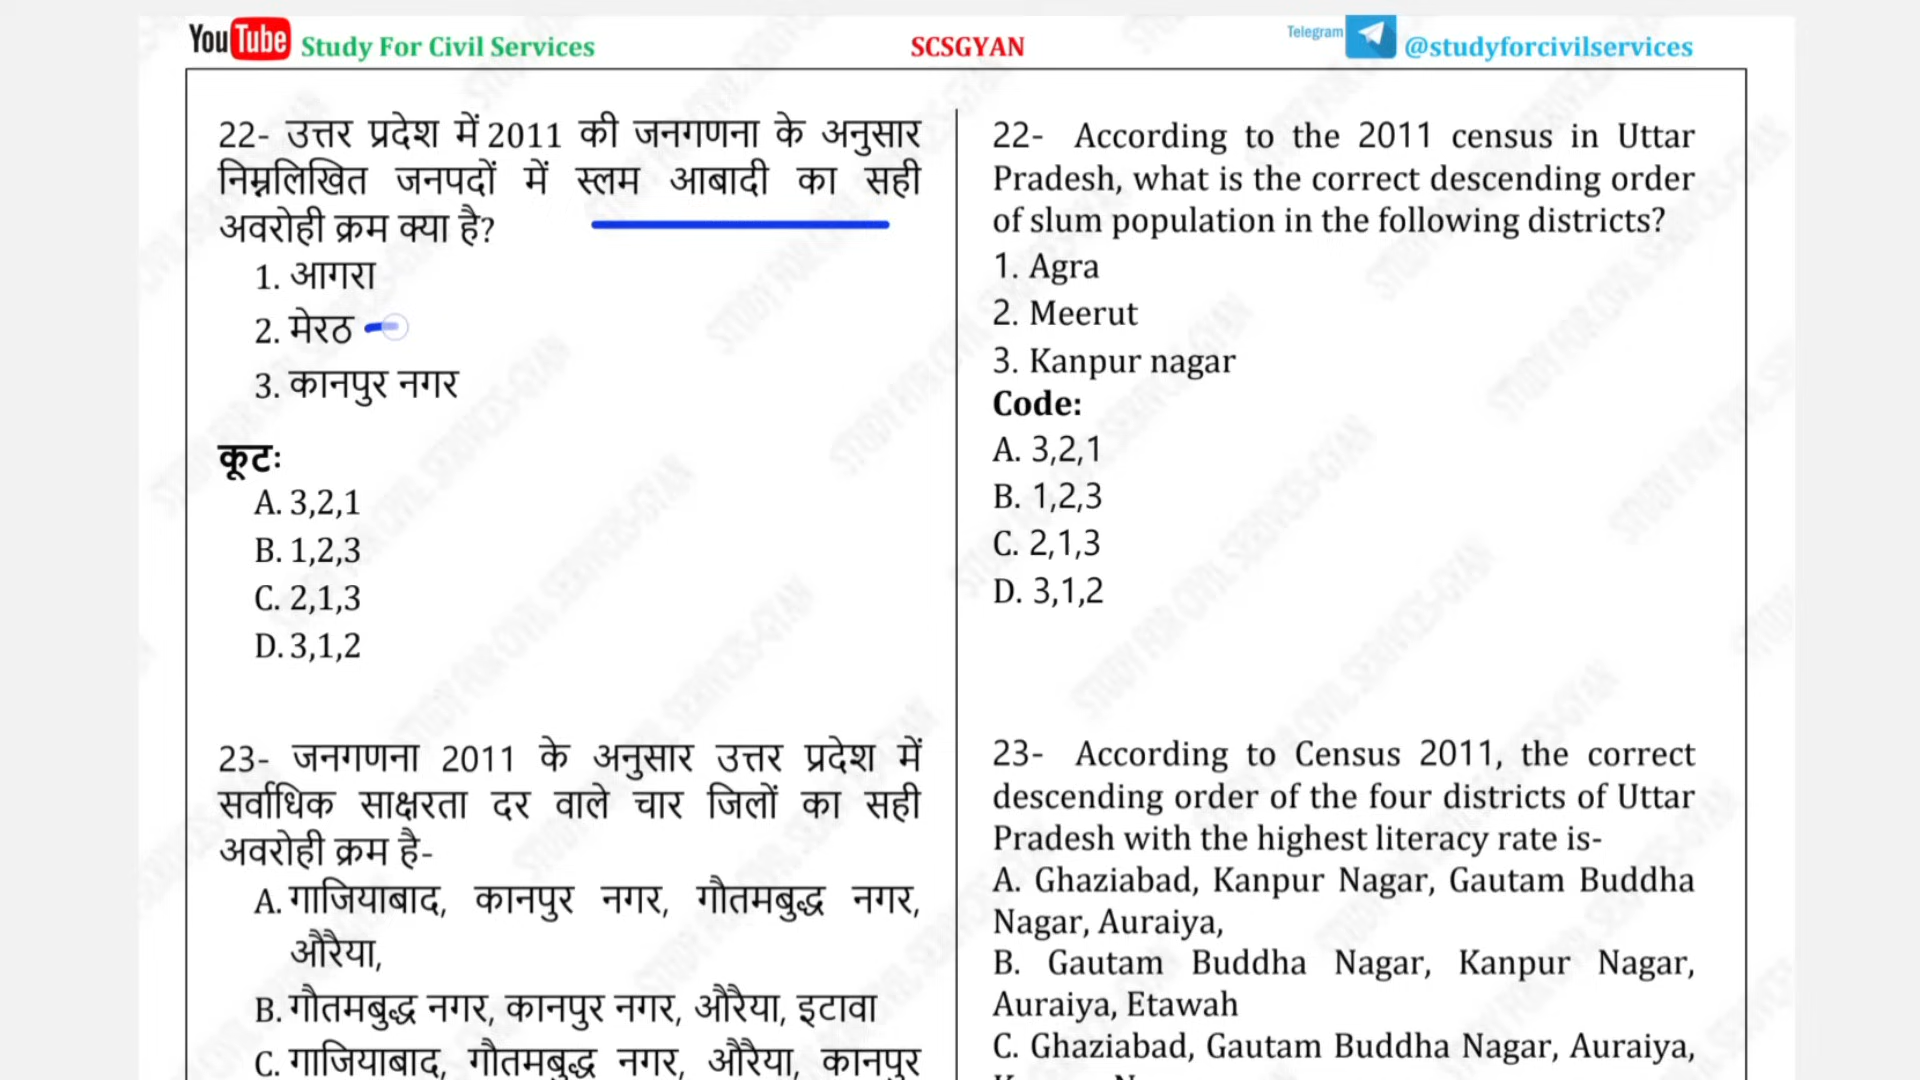 YouTube Study For Civil Services
SCSGYAN
Telegram @studyforcivilservices
22- उत्तर प्रदेश में 2011 की जनगणना के अनुसार
निम्नलिखित जनपदों में स्लम आबादी का सही
अवरोही क्रम क्या है?
1. आगरा
2. मेरठ
3. कानपुर नगर
कूटः
A. 3,2,1
B. 1,2,3
C. 2,1,3
D. 3,1,2
23- जनगणना 2011 के अनुसार उत्तर प्रदेश में
सर्वाधिक साक्षरता दर वाले चार जिलों का सही
अवरोही क्रम है-
A. गाजियाबाद, कानपुर नगर, गौतमबुद्ध नगर,
औरैया,
B. गौतमबुद्ध नगर, कानपुर नगर, औरैया, इटावा
C. गाजियाबाद, गौतमबुद्ध नगर, औरैया, कानपुर
22- According to the 2011 census in Uttar
Pradesh, what is the correct descending order
of slum population in the following districts?
1. Agra
2. Meerut
3. Kanpur nagar
Code:
A. 3,2,1
B. 1,2,3
C. 2,1,3
D. 3,1,2
23- According to Census 2011, the correct
descending order of the four districts of Uttar
Pradesh with the highest literacy rate is-
A. Ghaziabad, Kanpur Nagar, Gautam Buddha
Nagar, Auraiya,
B. Gautam Buddha Nagar, Kanpur Nagar,
Auraiya, Etawah
C. Ghaziabad, Gautam Buddha Nagar, Auraiya,